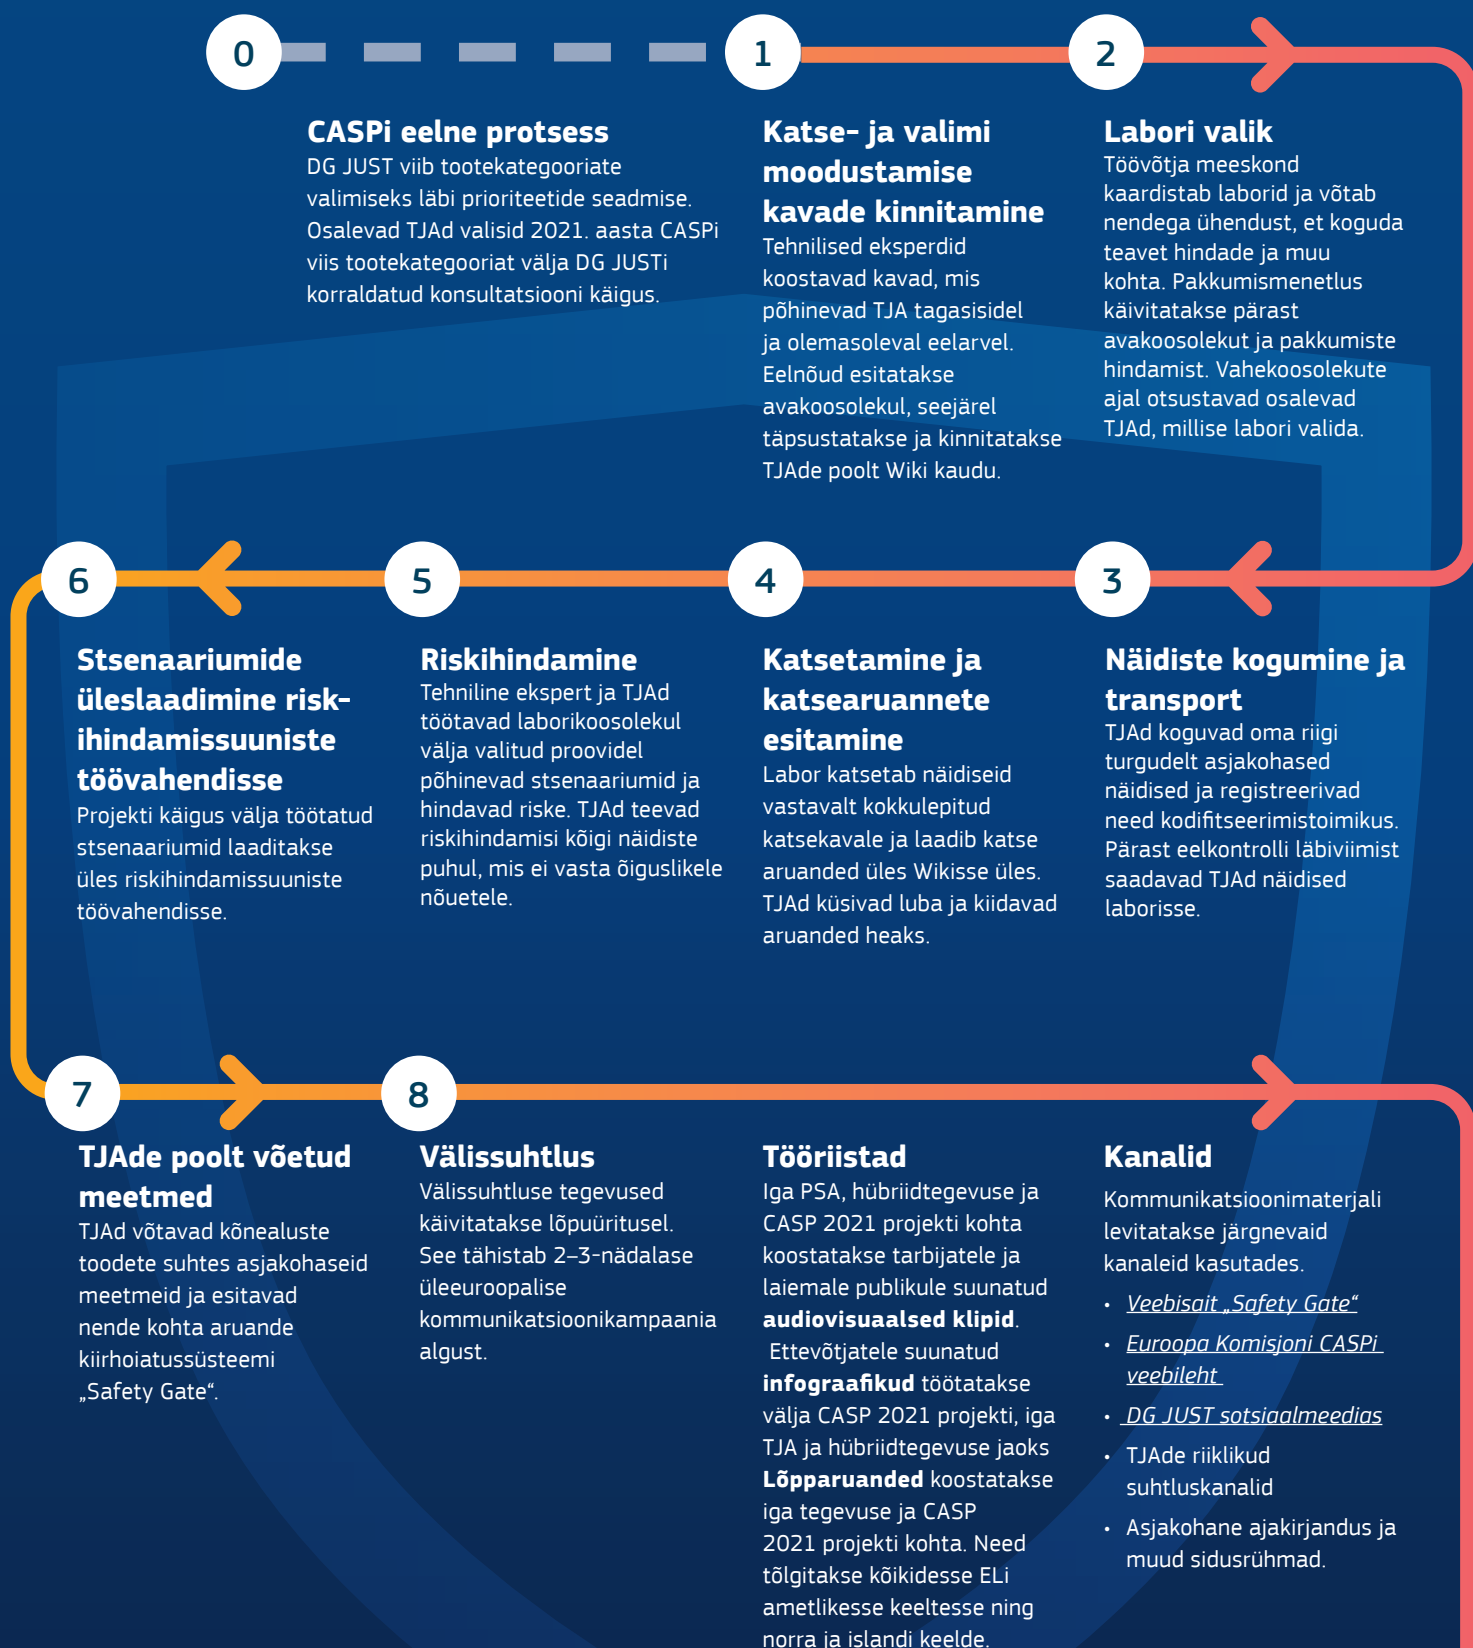 0
CASPi eelne protsess
DG JUST viib tootekategooriate
valimiseks läbi prioriteetide seadmise.
Osalevad TJAd valisid 2021. aasta CASPi
viis tootekategooriat välja DG JUSTi
korraldatud konsultatsiooni käigus.
1
Katse- ja valimi
moodustamise
kavade kinnitamine
Tehnilised eksperdid
koostavad kavad, mis
põhinevad TJA tagasisidel
ja olemasoleval eelarvel.
Eelnõud esitatakse
avakoosolekul, seejärel
täpsustatakse ja kinnitatakse
TJAde poolt Wiki kaudu.
2
Labori valik
Töövõtja meeskond
kaardistab laborid ja võtab
nendega ühendust, et koguda
teavet hindade ja muu
kohta. Pakkumismenetlus
käivitatakse pärast
avakoosolekut ja pakkumiste
hindamist. Vahekoosolekute
ajal otsustavad osalevad
TJAd, millise labori valida.
3
Näidiste kogumine ja
transport
TJAd koguvad oma riigi
turgudelt asjakohased
näidised ja registreerivad
need kodifitseerimistoimikus.
Pärast eelkontrolli läbiviimist
saadavad TJAd näidised
laborisse.
4
Katsetamine ja
katsearuannete
esitamine
Labor katsetab näidiseid
vastavalt kokkulepitud
katsekavale ja laadib katse
aruanded üles Wikisse üles.
TJAd küsivad luba ja kiidavad
aruanded heaks.
5
Riskihindamine
Tehniline ekspert ja TJAd
töötavad laborikoosolekul
välja valitud proovidel
põhinevad stsenaariumid ja
hindavad riske. TJAd teevad
riskihindamisi kõigi näidiste
puhul, mis ei vasta õiguslikele
nõuetele.
6
Stsenaariumide
üleslaadimine risk-
ihindamissuuniste
töövahendisse
Projekti käigus välja töötatud
stsenaariumid laaditakse
üles riskihindamissuuniste
töövahendisse.
7
TJAde poolt võetud
meetmed
TJAd võtavad kõnealuste
toodete suhtes asjakohaseid
meetmeid ja esitavad
nende kohta aruande
kiirhoiatussüsteemi
„Safety Gate“.
8
Välissuhtlus
Välissuhtluse tegevused
käivitatakse lõpuüritusel.
See tähistab 2–3-nädalase
üleeuroopalise
kommunikatsioonikampaania
algust.
Tööriistad
Iga PSA, hübriidtegevuse ja
CASP 2021 projekti kohta
koostatakse tarbijatele ja
laiemale publikule suunatud
audiovisuaalsed klipid.
Ettevõtjatele suunatud
infograafikud töötatakse
välja CASP 2021 projekti, iga
TJA ja hübriidtegevuse jaoks
Lõpparuanded koostatakse
iga tegevuse ja CASP
2021 projekti kohta. Need
tõlgitakse kõikidesse ELi
ametlikesse keeltesse ning
norra ja islandi keelde.
Kanalid
Kommunikatsioonimaterjali
levitatakse järgnevaid
kanaleid kasutades.
• Veebisait „Safety Gate“
• Euroopa Komisjoni CASPi
veebileht
• DG JUST sotsiaalmeedias
• TJAde riiklikud
suhtluskanalid
• Asjakohane ajakirjandus ja
muud sidusrühmad.